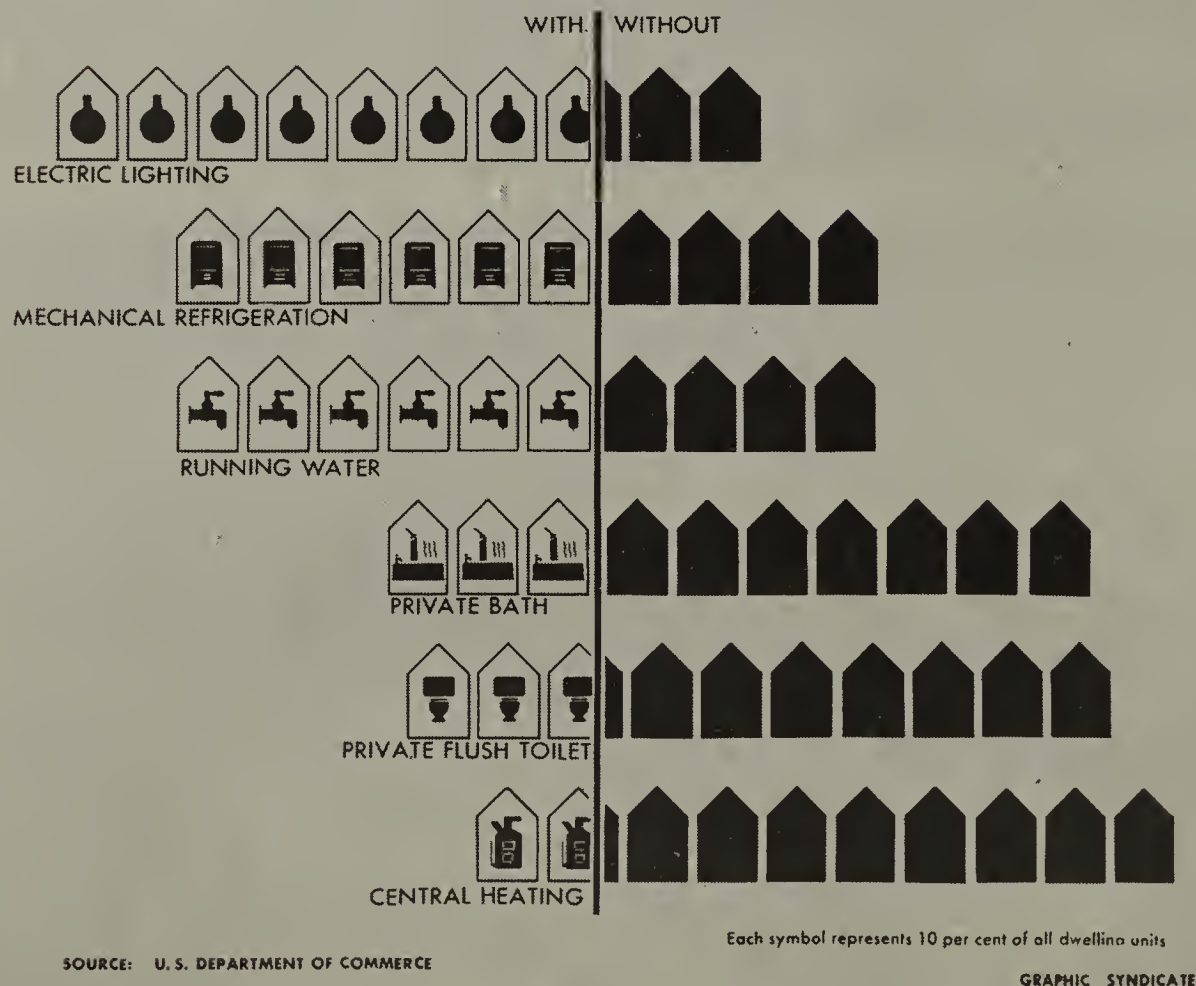 WITH. WITHOUT
ELECTRIC LIGHTING
MECHANICAL REFRIGERATION
RUNNING WATER
PRIVATE BATH
PRIVATE FLUSH TOILET
CENTRAL HEATING
Each symbol represents 10 per cent of all dwelling units
SOURCE: U. S. DEPARTMENT OF COMMERCE
GRAPHIC SYNDICATE